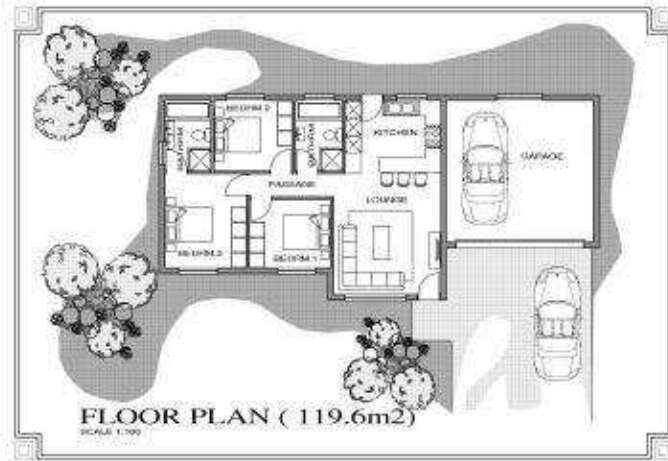 BEDRM.2
BATHRM
BATHRM
KITCHEN
GARAGE
PASSAGE
LOUNGE
BEDRM.3
BEDRM.1
FLOOR PLAN ( 119.6m2)
SCALE 1:100